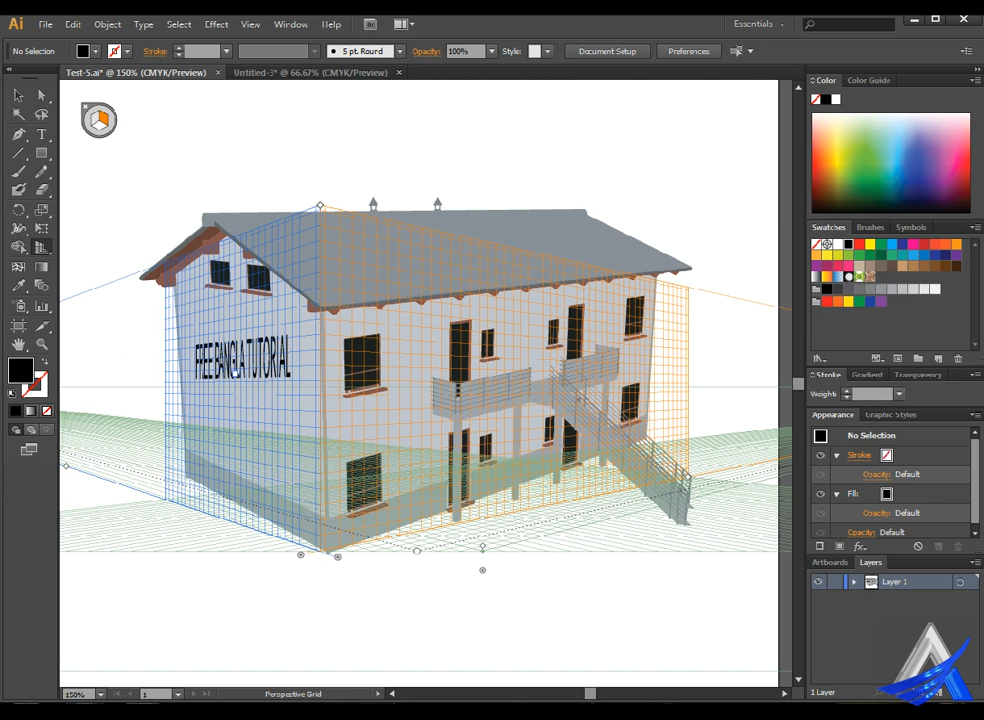 Ai File Edit Object Type Select Effect View Window Help Br Essentials
No Selection Stroke: 5 pt. Round Opacity: 100% Style: Document Setup Preferences
Test-5.ai* @ 150% (CMYK/Preview) × Untitled-3* @ 66.67% (CMYK/Preview) ×
Color Color Guide
Swatches Brushes Symbols
FREE BANGLA TUTORIAL
Stroke Gradient Transparency
Weight:
Appearance Graphic Styles
No Selection
Stroke:
Opacity: Default
Fill:
Opacity: Default
Opacity: Default
fx
Artboards Layers
Layer 1
150% 1 Perspective Grid
1 Layer